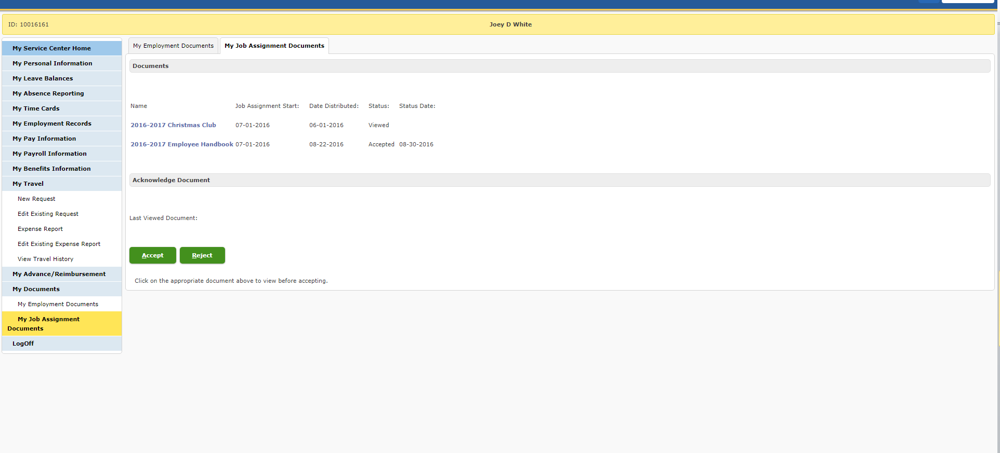 ID: 10016161
Joey D White
My Service Center Home
My Personal Information
My Leave Balances
My Absence Reporting
My Time Cards
My Employment Records
My Pay Information
My Payroll Information
My Benefits Information
My Travel
New Request
Edit Existing Request
Expense Report
Edit Existing Expense Report
View Travel History
My Advance/Reimbursement
My Documents
My Employment Documents
My Job Assignment
Documents
LogOff
My Employment Documents
My Job Assignment Documents
Documents
Name Job Assignment Start: Date Distributed: Status: Status Date:
2016-2017 Christmas Club 07-01-2016 06-01-2016 Viewed
2016-2017 Employee Handbook 07-01-2016 08-22-2016 Accepted 08-30-2016
Acknowledge Document
Last Viewed Document:
Accept Reject
Click on the appropriate document above to view before accepting.